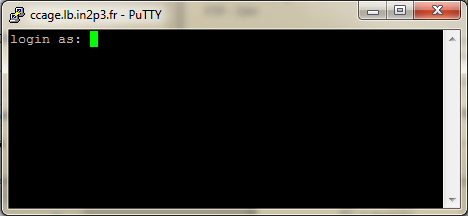 ccage.lb.in2p3.fr - PuTTY
login as: